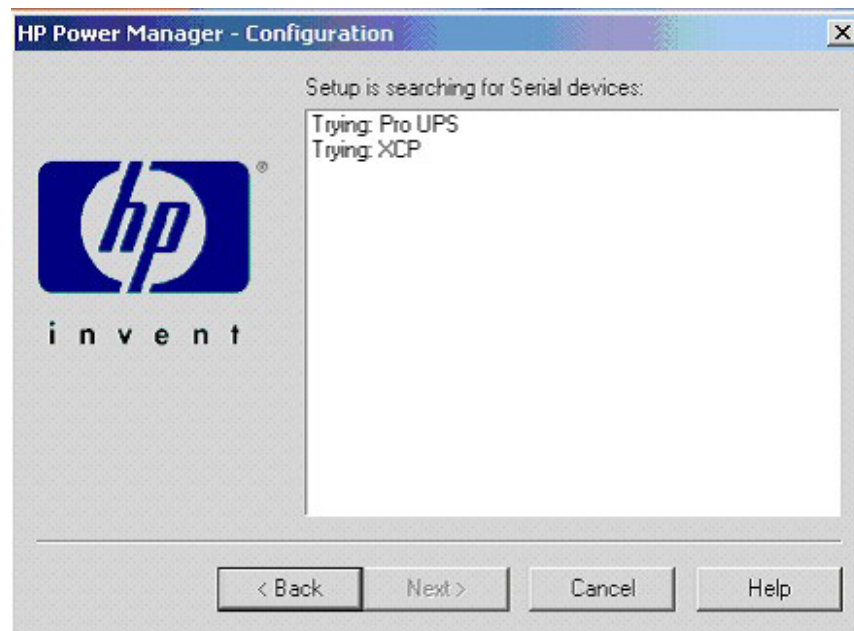 HP Power Manager - Configuration
Setup is searching for Serial devices:
Trying: Pro UPS
Trying: XCP
hp
®
invent
< Back
Next >
Cancel
Help